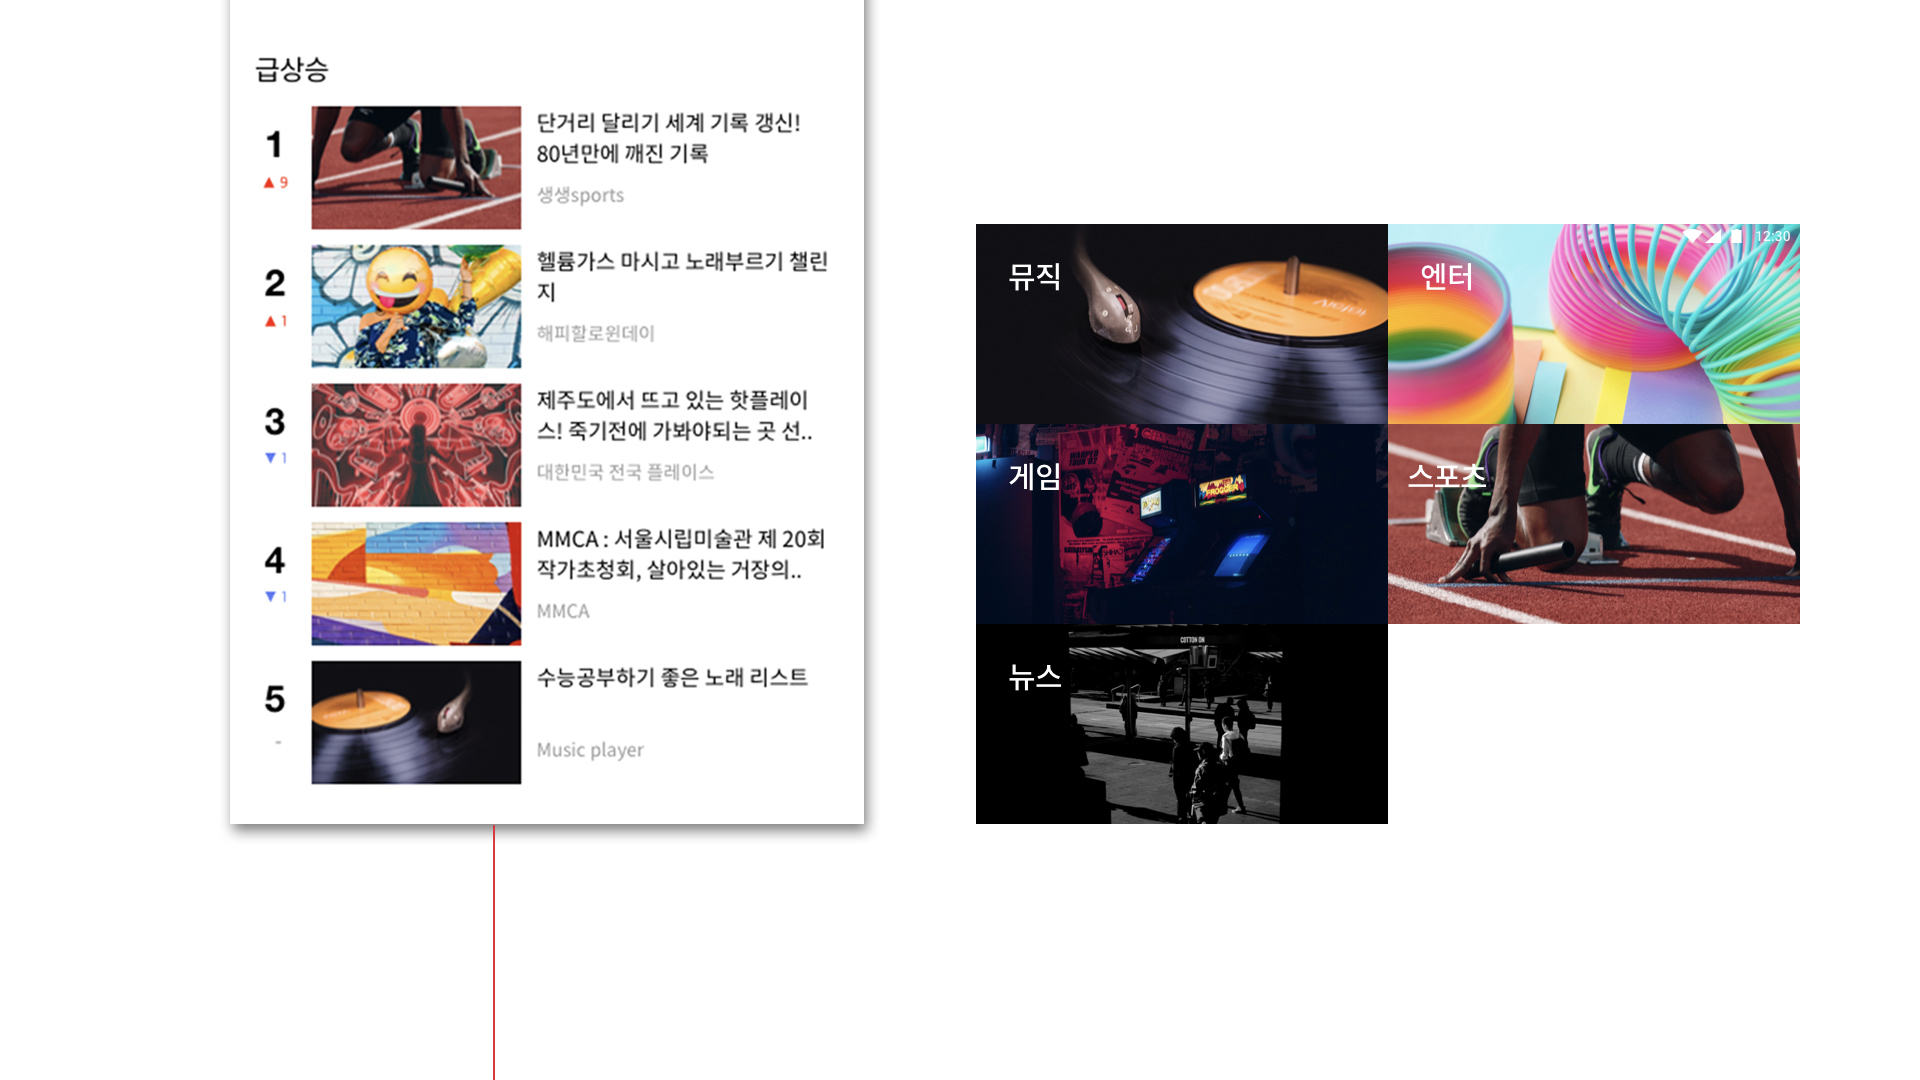 급상승
1
▲ 9
단거리 달리기 세계 기록 갱신!
80년만에 깨진 기록
생생sports
2
▲ 1
헬륨가스 마시고 노래부르기 챌린
지
해피할로윈데이
3
▼ 1
제주도에서 뜨고 있는 핫플레이
스! 죽기전에 가봐야되는 곳 선..
대한민국 전국 플레이스
4
▼ 1
MMCA : 서울시립미술관 제 20회
작가초청회, 살아있는 거장의..
MMCA
5
-
수능공부하기 좋은 노래 리스트
Music player
뮤직
엔터
12:30
게임
FROGGER
스포츠
뉴스
COTTON ON